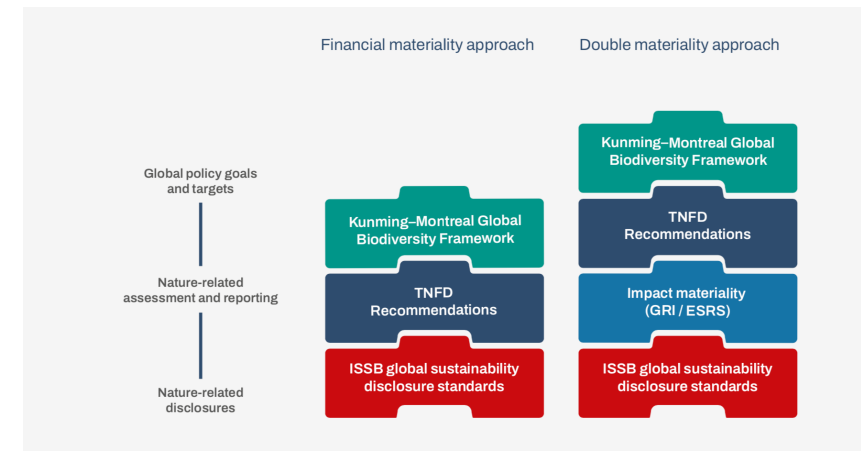 Financial materiality approach
Double materiality approach
Global policy goals
and targets
Nature-related
assessment and reporting
Nature-related
disclosures
Kunming–Montreal Global
Biodiversity Framework
TNFD
Recommendations
ISSB global sustainability
disclosure standards
Kunming–Montreal Global
Biodiversity Framework
TNFD
Recommendations
Impact materiality
(GRI / ESRS)
ISSB global sustainability
disclosure standards